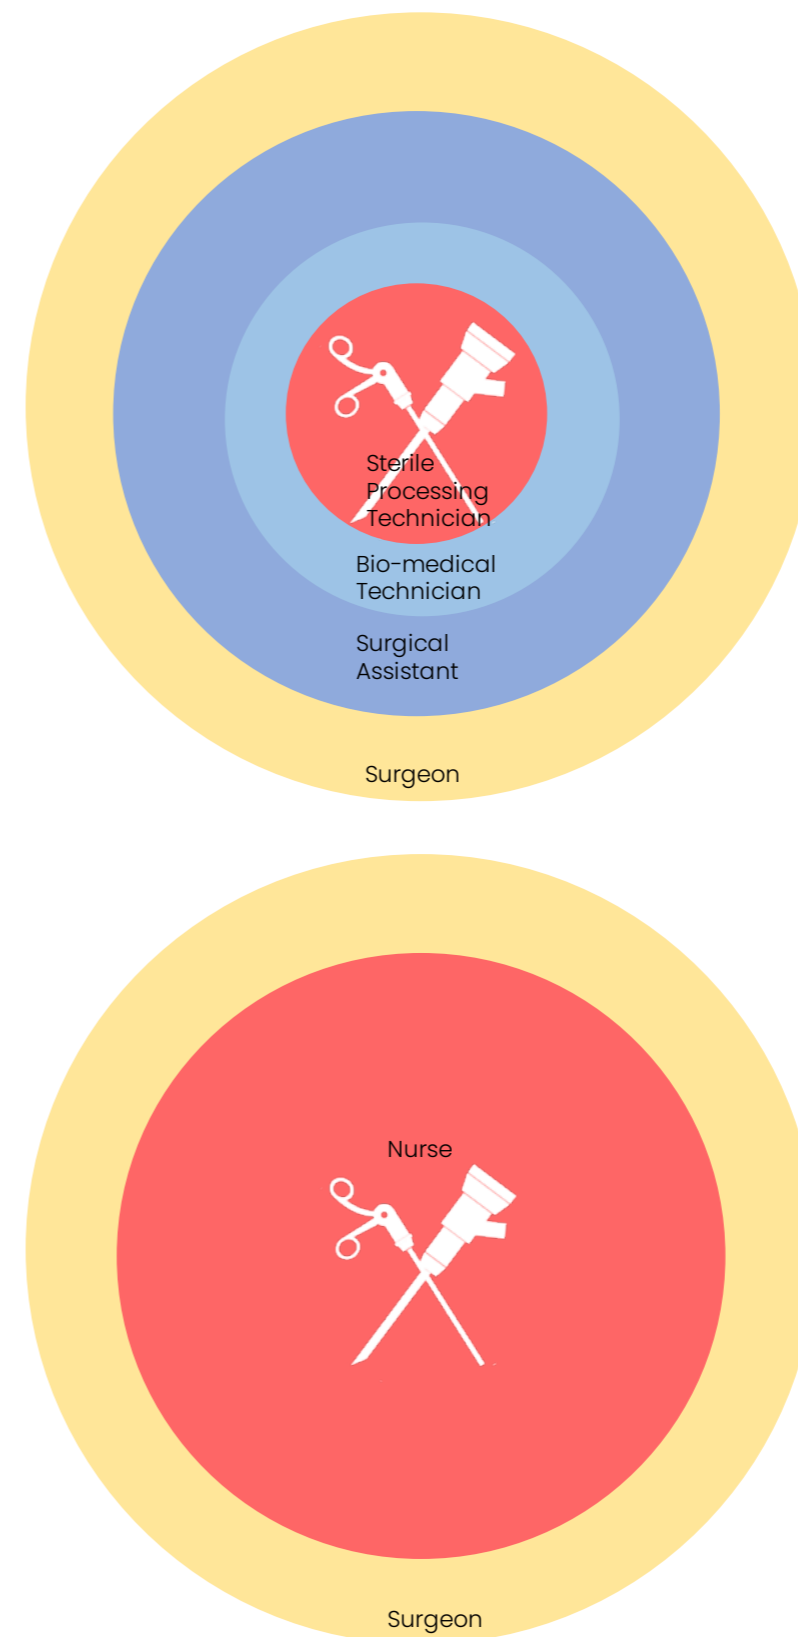 Sterile
Processing
Technician
Bio-medical
Technician
Surgical
Assistant
Surgeon
Nurse
Surgeon